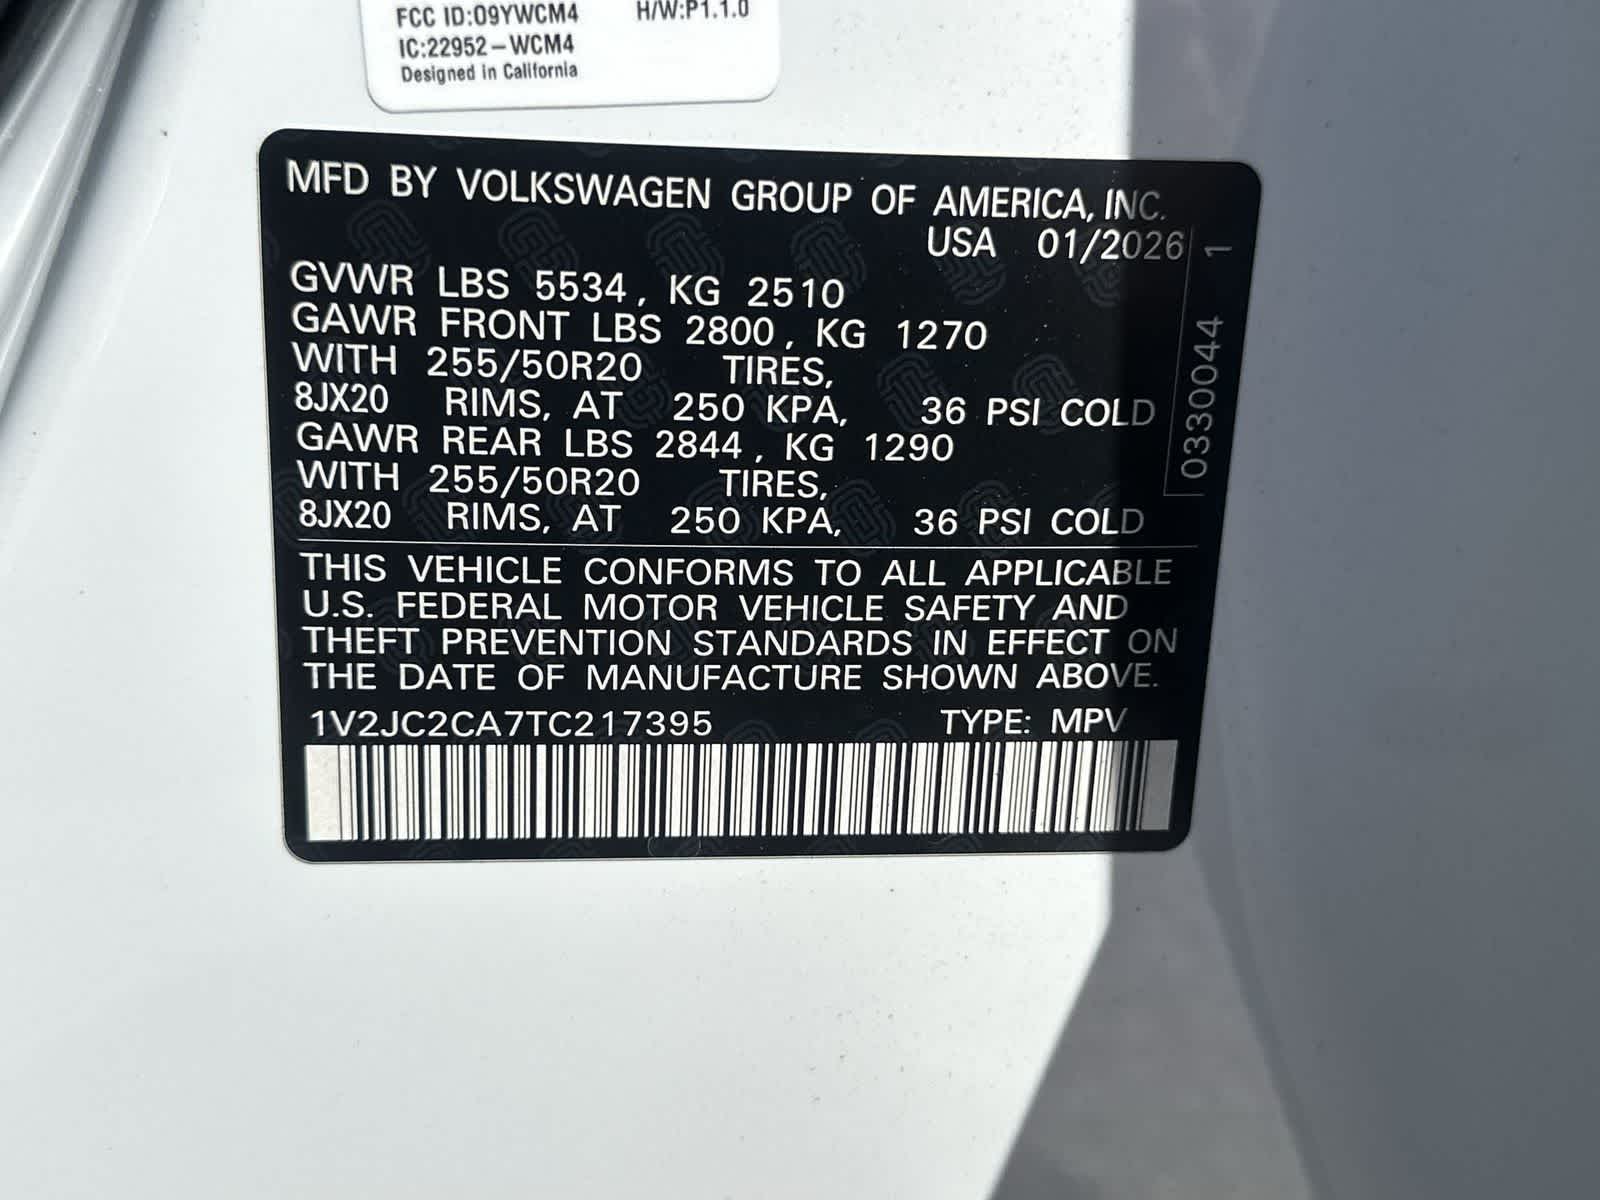 FCC ID:O9YWCM4 H/W:P1.1.0
IC:22952-WCM4
Designed in California
MFD BY VOLKSWAGEN GROUP OF AMERICA, INC.
USA 01/2026
GVWR LBS 5534, KG 2510
GAWR FRONT LBS 2800, KG 1270
WITH 255/50R20 TIRES,
8JX20 RIMS, AT 250 KPA, 36 PSI COLD
GAWR REAR LBS 2844, KG 1290
WITH 255/50R20 TIRES,
8JX20 RIMS, AT 250 KPA, 36 PSI COLD
0330044 1
THIS VEHICLE CONFORMS TO ALL APPLICABLE
U.S. FEDERAL MOTOR VEHICLE SAFETY AND
THEFT PREVENTION STANDARDS IN EFFECT ON
THE DATE OF MANUFACTURE SHOWN ABOVE.
1V2JC2CA7TC217395 TYPE: MPV